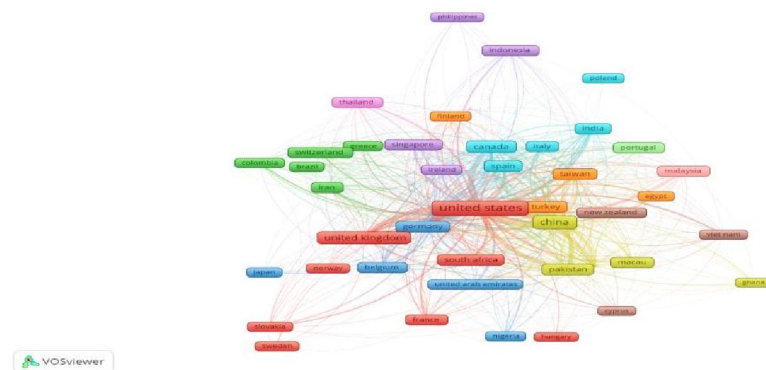 philippines
indonesia
poland
thailand
finland
india
greece
singapore
canada
italy
portugal
switzerland
colombia
brazil
ireland
spain
taiwan
malaysia
iran
egypt
united states
turkey
new zealand
germany
china
united kingdom
viet nam
south africa
macau
japan
norway
belgium
pakistan
united arab emirates
ghana
cyprus
france
slovakia
nigeria
hungary
sweden
VOSviewer